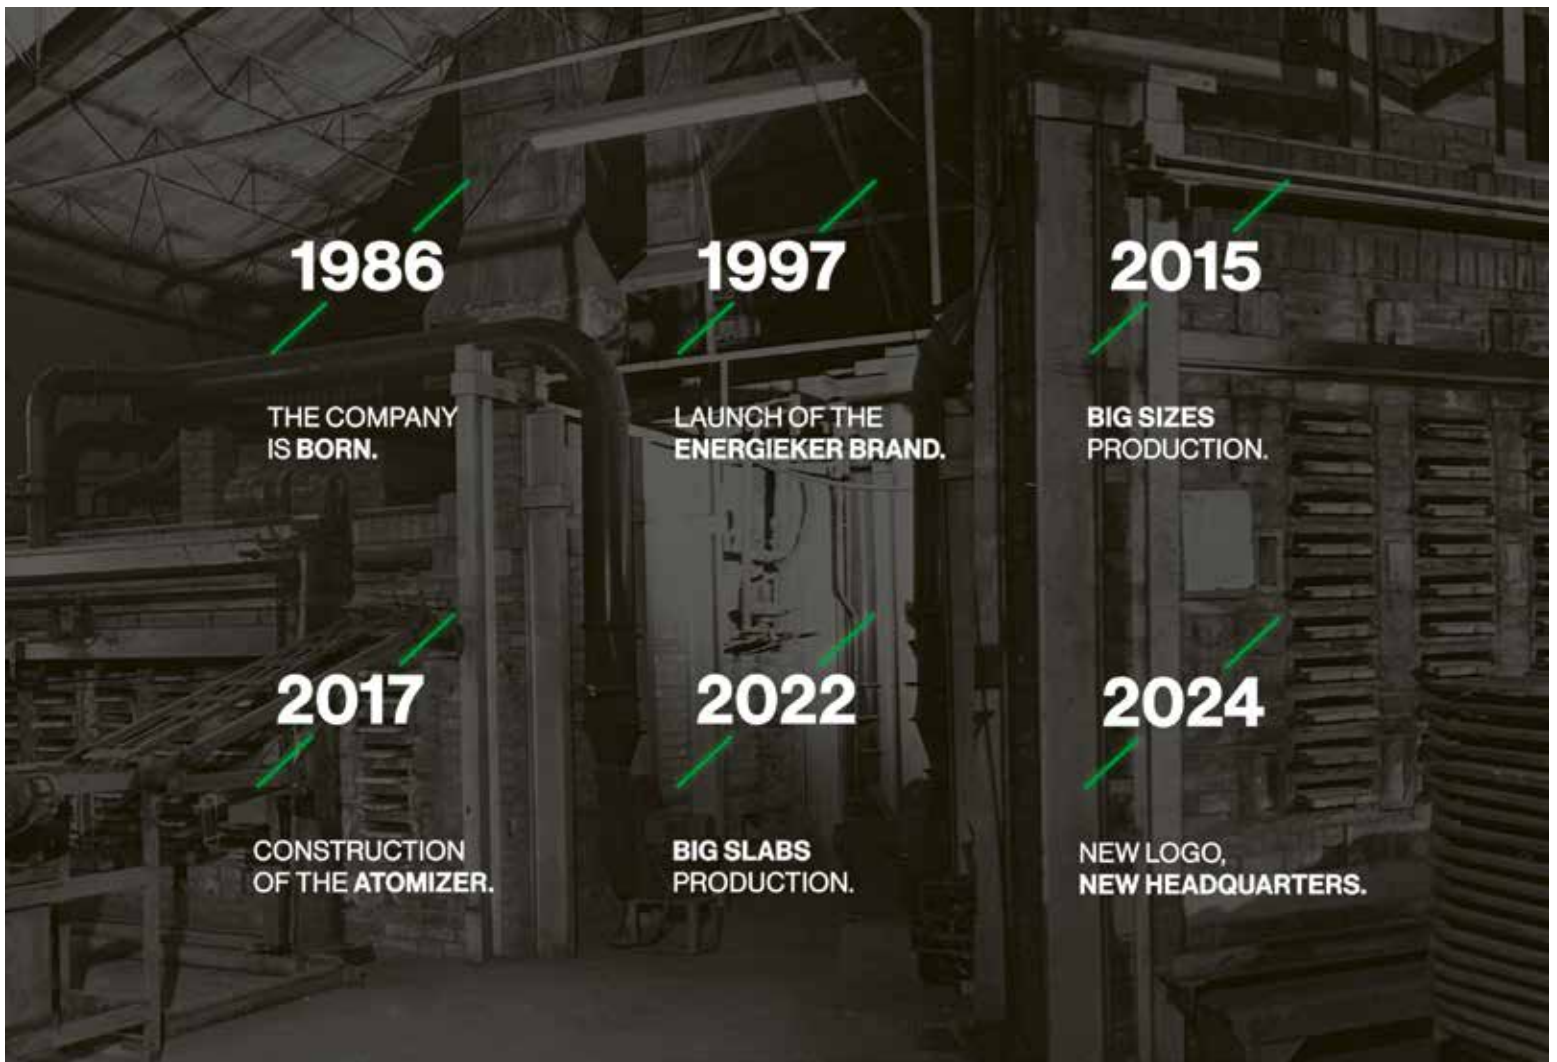 1986
THE COMPANY
IS BORN.
1997
LAUNCH OF THE
ENERGIEKER BRAND.
2015
BIG SIZES
PRODUCTION.
2017
CONSTRUCTION
OF THE ATOMIZER.
2022
BIG SLABS
PRODUCTION.
2024
NEW LOGO,
NEW HEADQUARTERS.